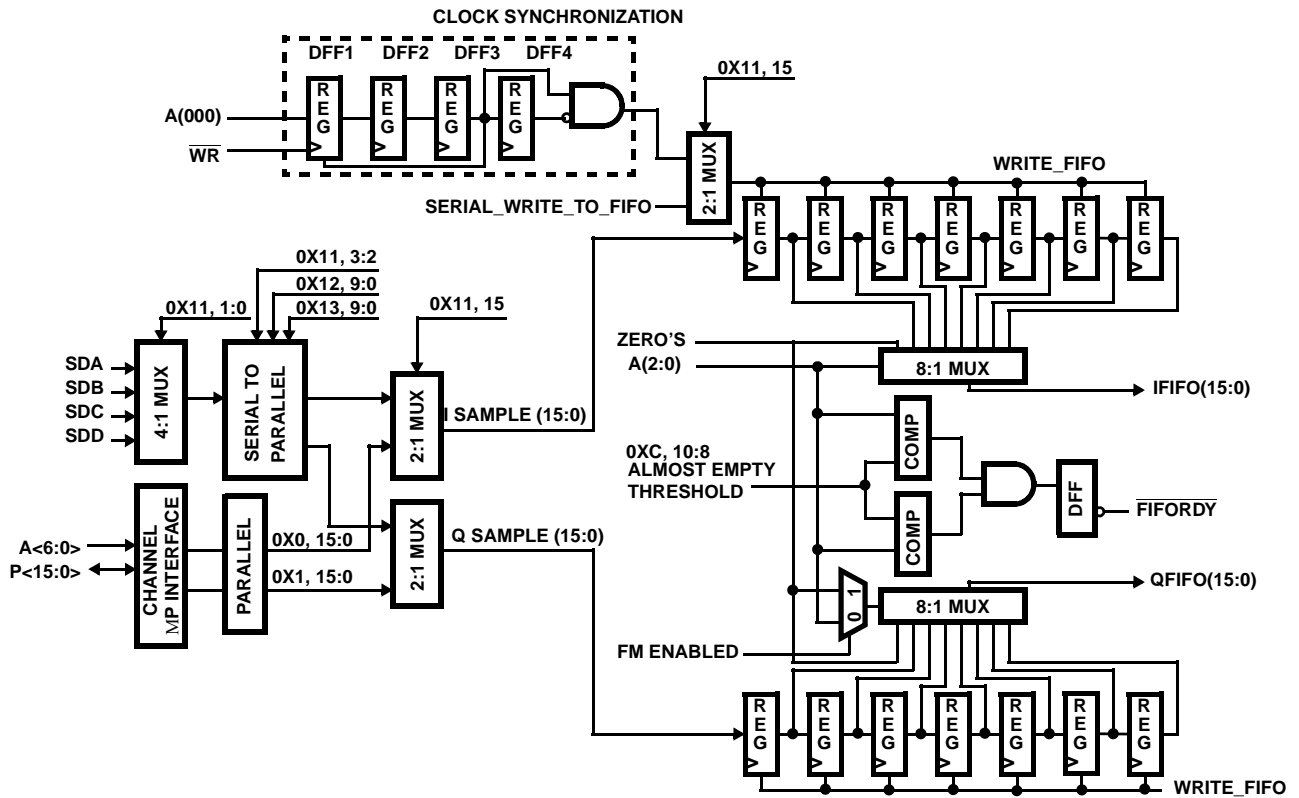 CLOCK SYNCHRONIZATION
DFF1 DFF2 DFF3 DFF4
REG REG REG REG
A(000)
WR
0X11, 15
2:1 MUX
WRITE_FIFO
SERIAL_WRITE_TO_FIFO
REG REG REG REG REG REG REG
0X11, 3:2
0X12, 9:0
0X13, 9:0
0X11, 1:0
0X11, 15
SDA
SDB
SDC
SDD
4:1 MUX
SERIAL TO
PARALLEL
2:1 MUX
I SAMPLE (15:0)
ZERO'S
A(2:0)
8:1 MUX
IFIFO(15:0)
0XC, 10:8
ALMOST EMPTY
THRESHOLD
COMP
COMP
DFF
FIFORDY
A<6:0>
P<15:0>
CHANNEL
ΜP INTERFACE
PARALLEL
0X0, 15:0
0X1, 15:0
2:1 MUX
Q SAMPLE (15:0)
QFIFO(15:0)
0 1
8:1 MUX
FM ENABLED
REG REG REG REG REG REG REG
WRITE_FIFO